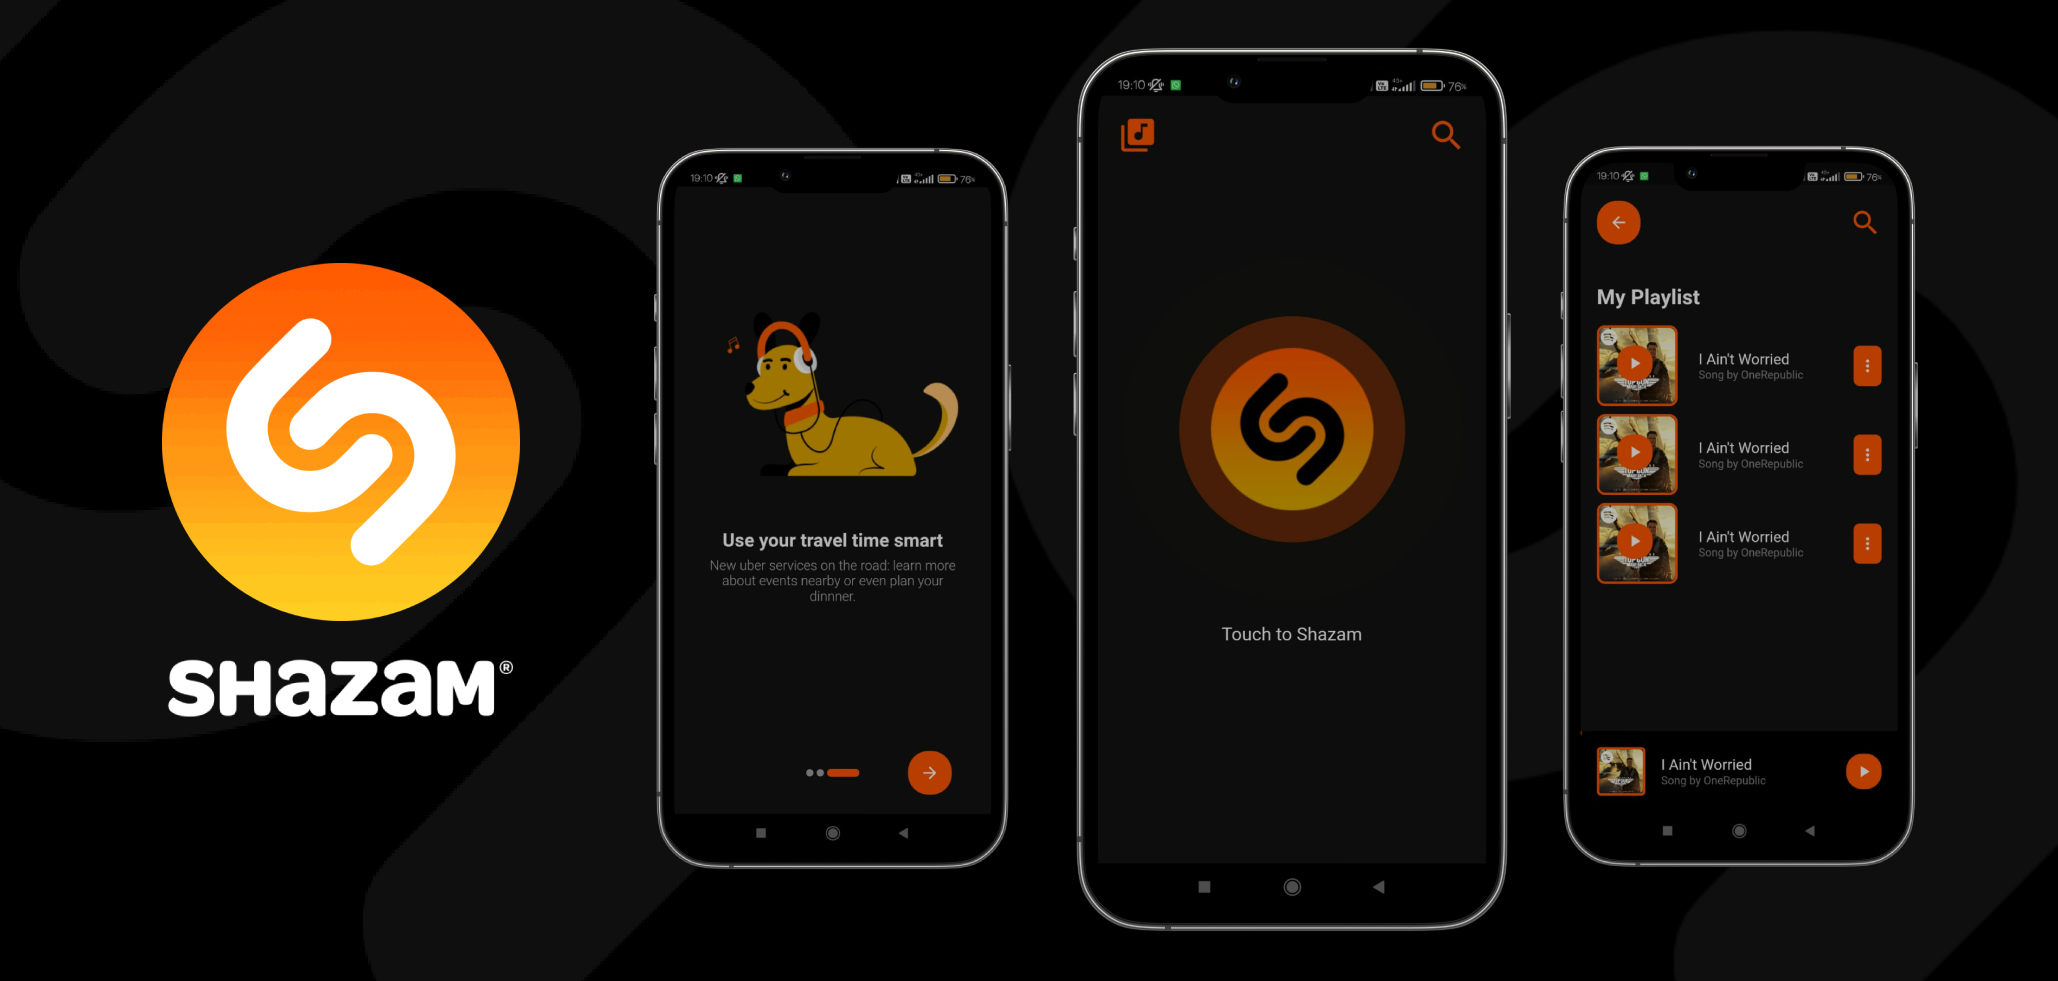 SHAZAM®
19:10
76%
Use your travel time smart
New uber services on the road: learn more
about events nearby or even plan your
dinnner.
19:10
4G+
76%
Touch to Shazam
19:10
76%
My Playlist
I Ain't Worried
Song by OneRepublic
I Ain't Worried
Song by OneRepublic
I Ain't Worried
Song by OneRepublic
I Ain't Worried
Song by OneRepublic